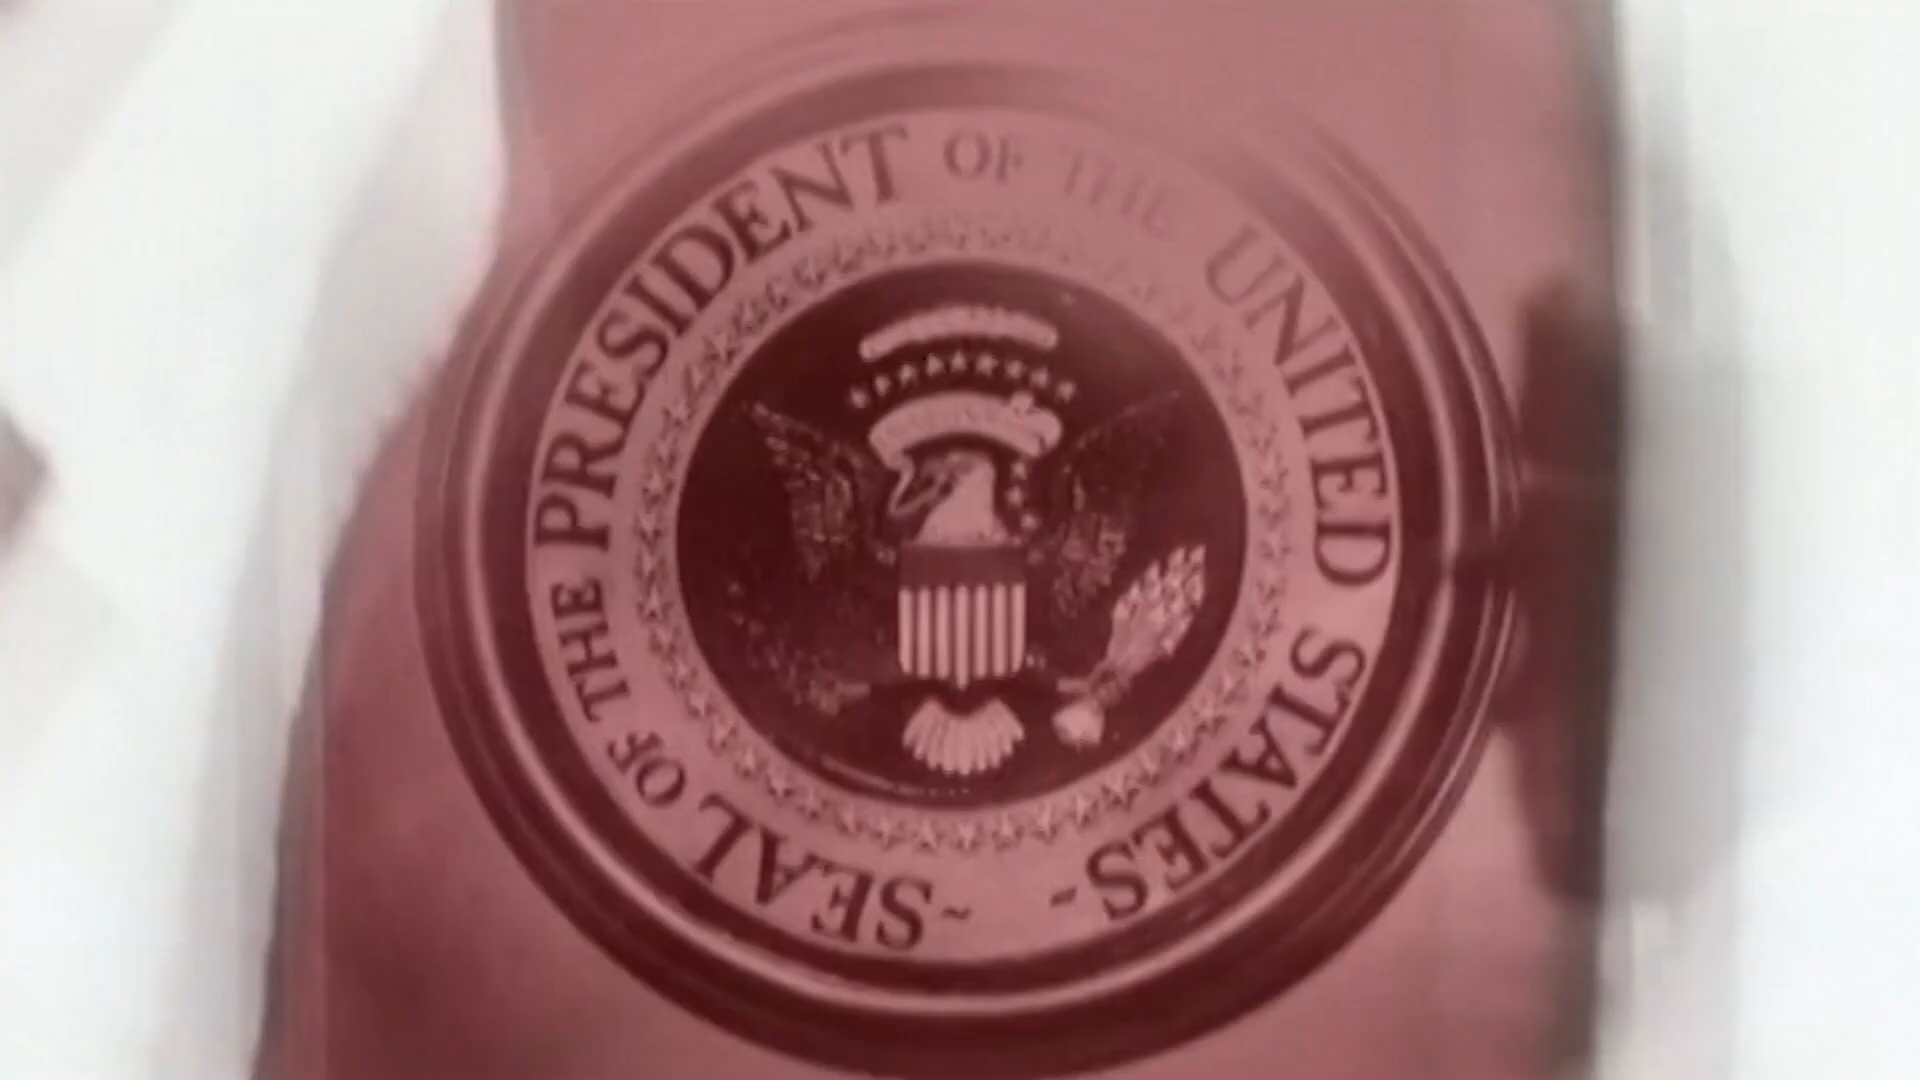 SEAL OF THE PRESIDENT OF THE UNITED STATES